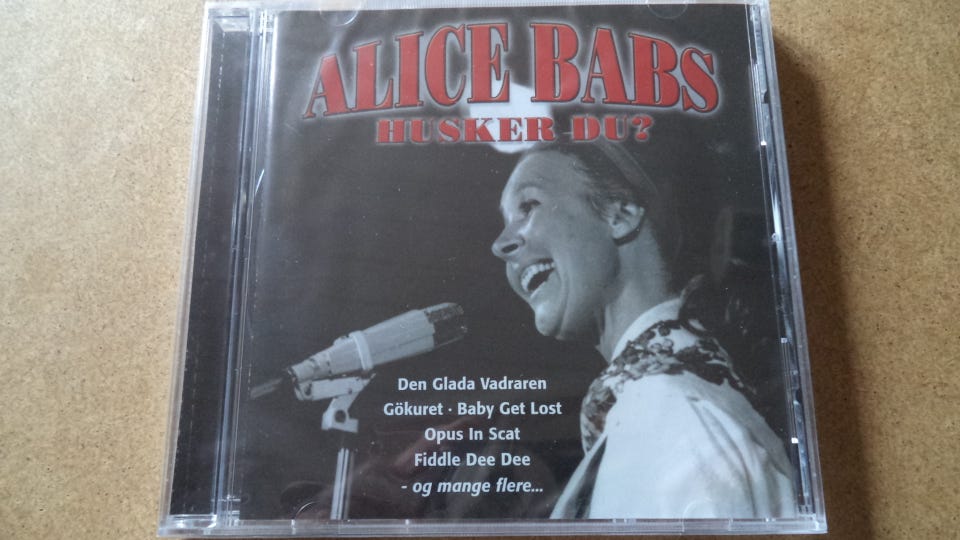 ALICE BABS
HUSKER DU?
Den Glada Vadraren
Gökuret · Baby Get Lost
Opus In Scat
Fiddle Dee Dee
- og mange flere...